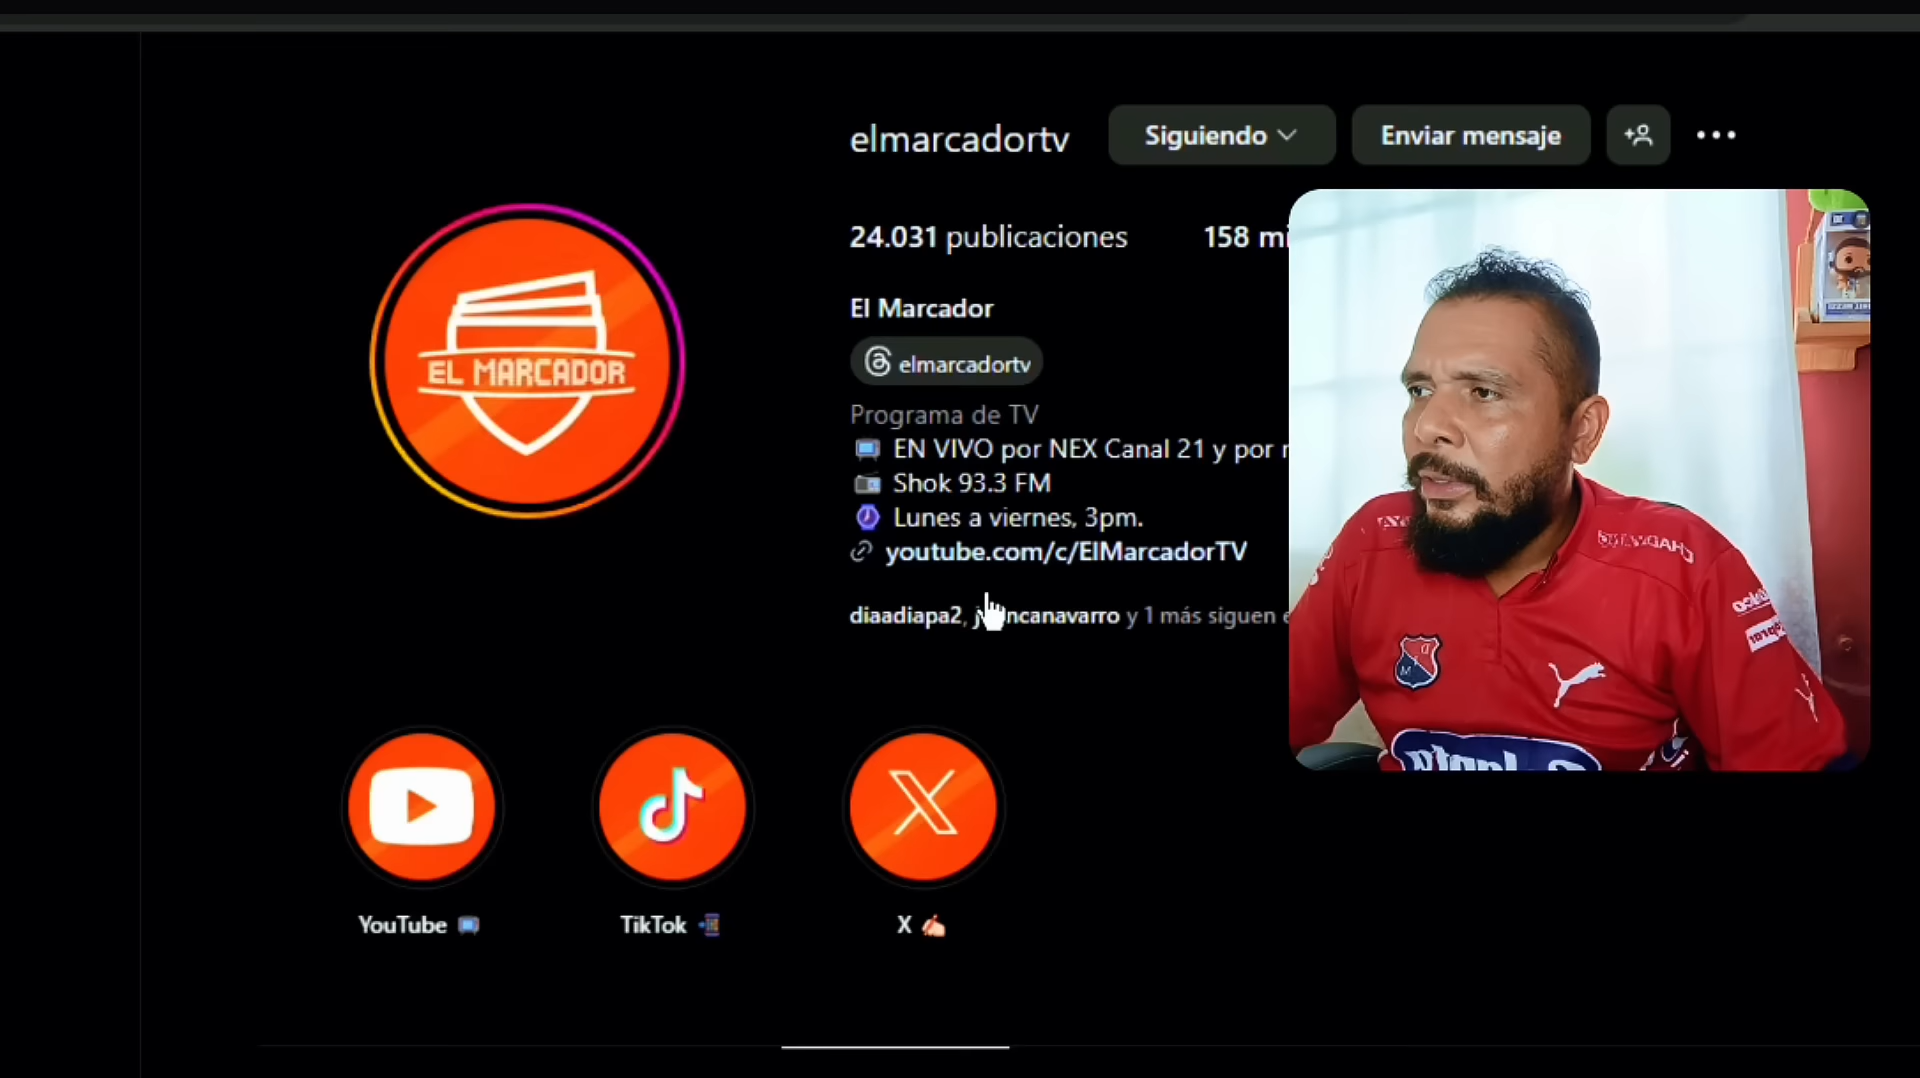 elmarcadortv
Siguiendo
Enviar mensaje
24.031 publicaciones
158 mi
El Marcador
elmarcadortv
EL MARCADOR
Programa de TV
EN VIVO por NEX Canal 21 y por
Shok 93.3 FM
Lunes a viernes, 3pm.
youtube.com/c/ElMarcadorTV
diaadiapa2, ncanavarro y 1 más siguen
YouTube
TikTok
X